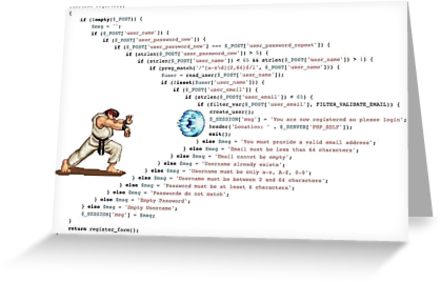 {
if (!empty($_POST)) {
$msg = '';
if ($_POST['user_name']) {
if ($_POST['user_password_new']) {
if ($_POST['user_password_new'] === $_POST['user_password_repeat']) {
if (strlen($_POST['user_password_new']) > 5) {
if (strlen($_POST['user_name']) < 65 && strlen($_POST['user_name']) > 1) {
if (preg_match('/^[a-z\d]{2,64}$/i', $_POST['user_name'])) {
$user = read_user($_POST['user_name']);
if (!isset($user['user_name'])) {
if ($_POST['user_email']) {
if (strlen($_POST['user_email']) < 65) {
if (filter_var($_POST['user_email'], FILTER_VALIDATE_EMAIL)) {
create_user();
$_SESSION['msg'] = 'You are now registered so please login';
header('Location: ' . $_SERVER['PHP_SELF']);
exit();
} else $msg = 'You must provide a valid email address';
} else $msg = 'Email must be less than 64 characters';
} else $msg = 'Email cannot be empty';
} else $msg = 'Username already exists';
} else $msg = 'Username must be only a-z, A-Z, 0-9';
} else $msg = 'Username must be between 2 and 64 characters';
} else $msg = 'Password must be at least 6 characters';
} else $msg = 'Passwords do not match';
} else $msg = 'Empty Password';
} else $msg = 'Empty Username';
$_SESSION['msg'] = $msg;
}
return register_form();